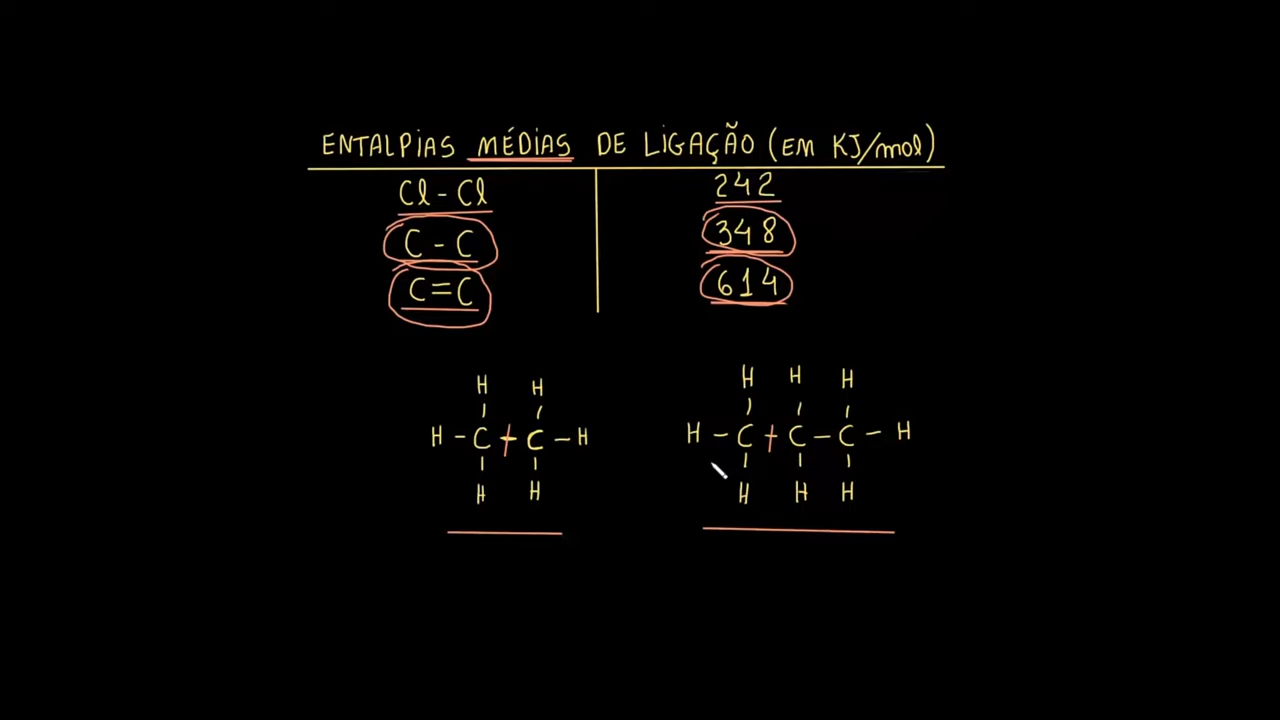 ENTALPIAS MÉDIAS DE LIGAÇÃO (EM KJ/mol)
Cl - Cl 242
C - C 348
C=C 614
H H H H H
H - C - C - H H - C - C - C - H
H H H H H